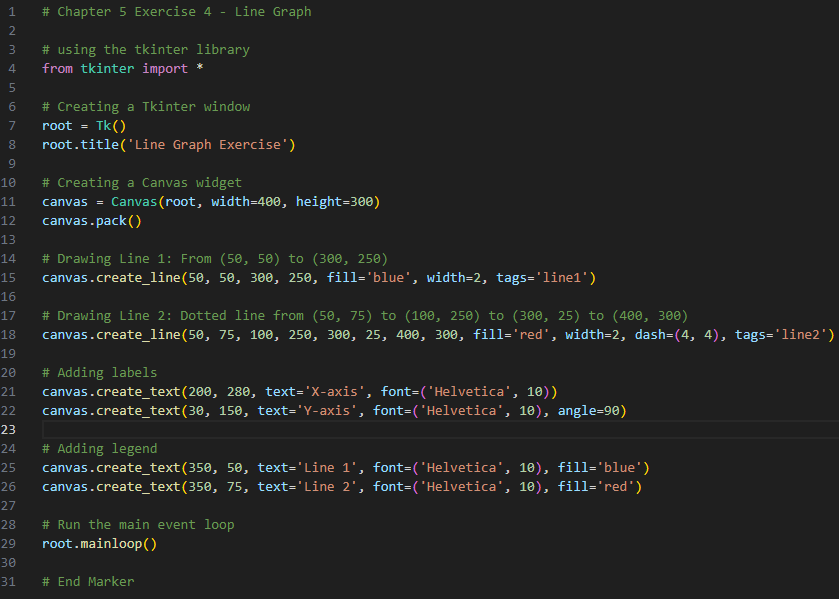 1 # Chapter 5 Exercise 4 - Line Graph
2
3 # using the tkinter library
4 from tkinter import *
5
6 # Creating a Tkinter window
7 root = Tk()
8 root.title('Line Graph Exercise')
9
10 # Creating a Canvas widget
11 canvas = Canvas(root, width=400, height=300)
12 canvas.pack()
13
14 # Drawing Line 1: From (50, 50) to (300, 250)
15 canvas.create_line(50, 50, 300, 250, fill='blue', width=2, tags='line1')
16
17 # Drawing Line 2: Dotted line from (50, 75) to (100, 250) to (300, 25) to (400, 300)
18 canvas.create_line(50, 75, 100, 250, 300, 25, 400, 300, fill='red', width=2, dash=(4, 4), tags='line2')
19
20 # Adding labels
21 canvas.create_text(200, 280, text='X-axis', font=('Helvetica', 10))
22 canvas.create_text(30, 150, text='Y-axis', font=('Helvetica', 10), angle=90)
23
24 # Adding legend
25 canvas.create_text(350, 50, text='Line 1', font=('Helvetica', 10), fill='blue')
26 canvas.create_text(350, 75, text='Line 2', font=('Helvetica', 10), fill='red')
27
28 # Run the main event loop
29 root.mainloop()
30
31 # End Marker